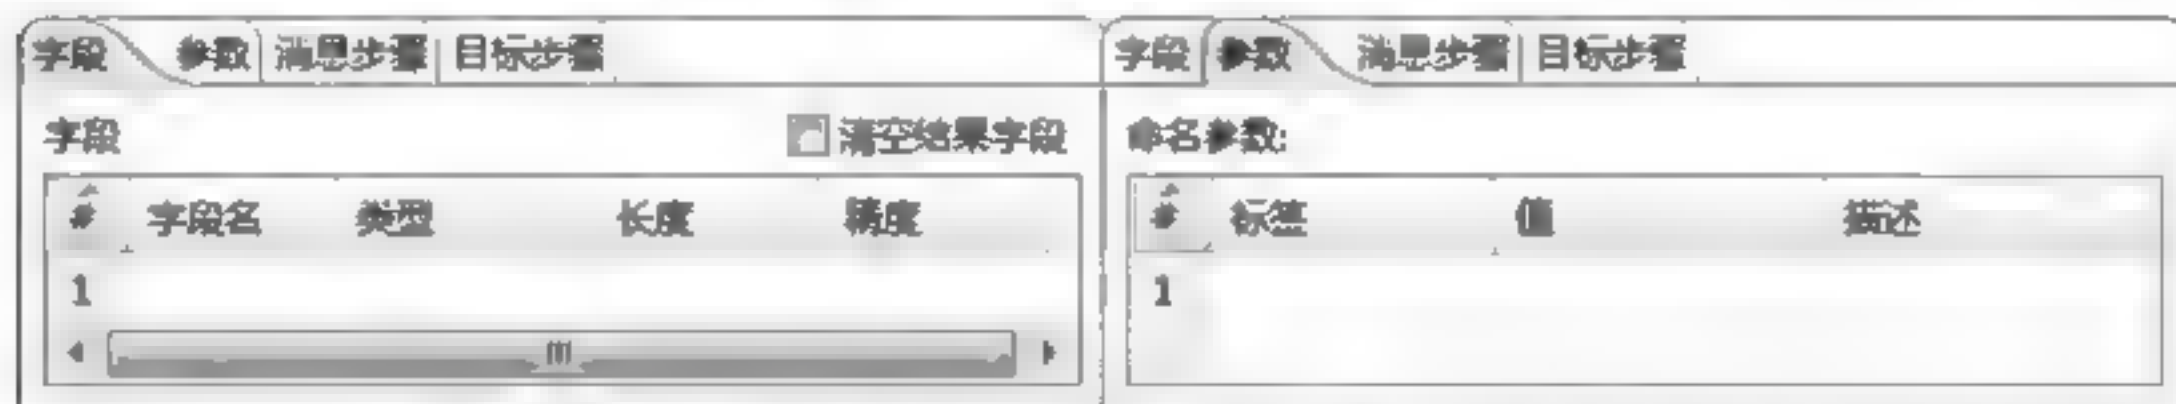 字段 参数 消息步骤 目标步骤
字段 清空结果字段
# 字段名 类型 长度 精度
1
字段 参数 消息步骤 目标步骤
命名参数:
# 标签 值 描述
1